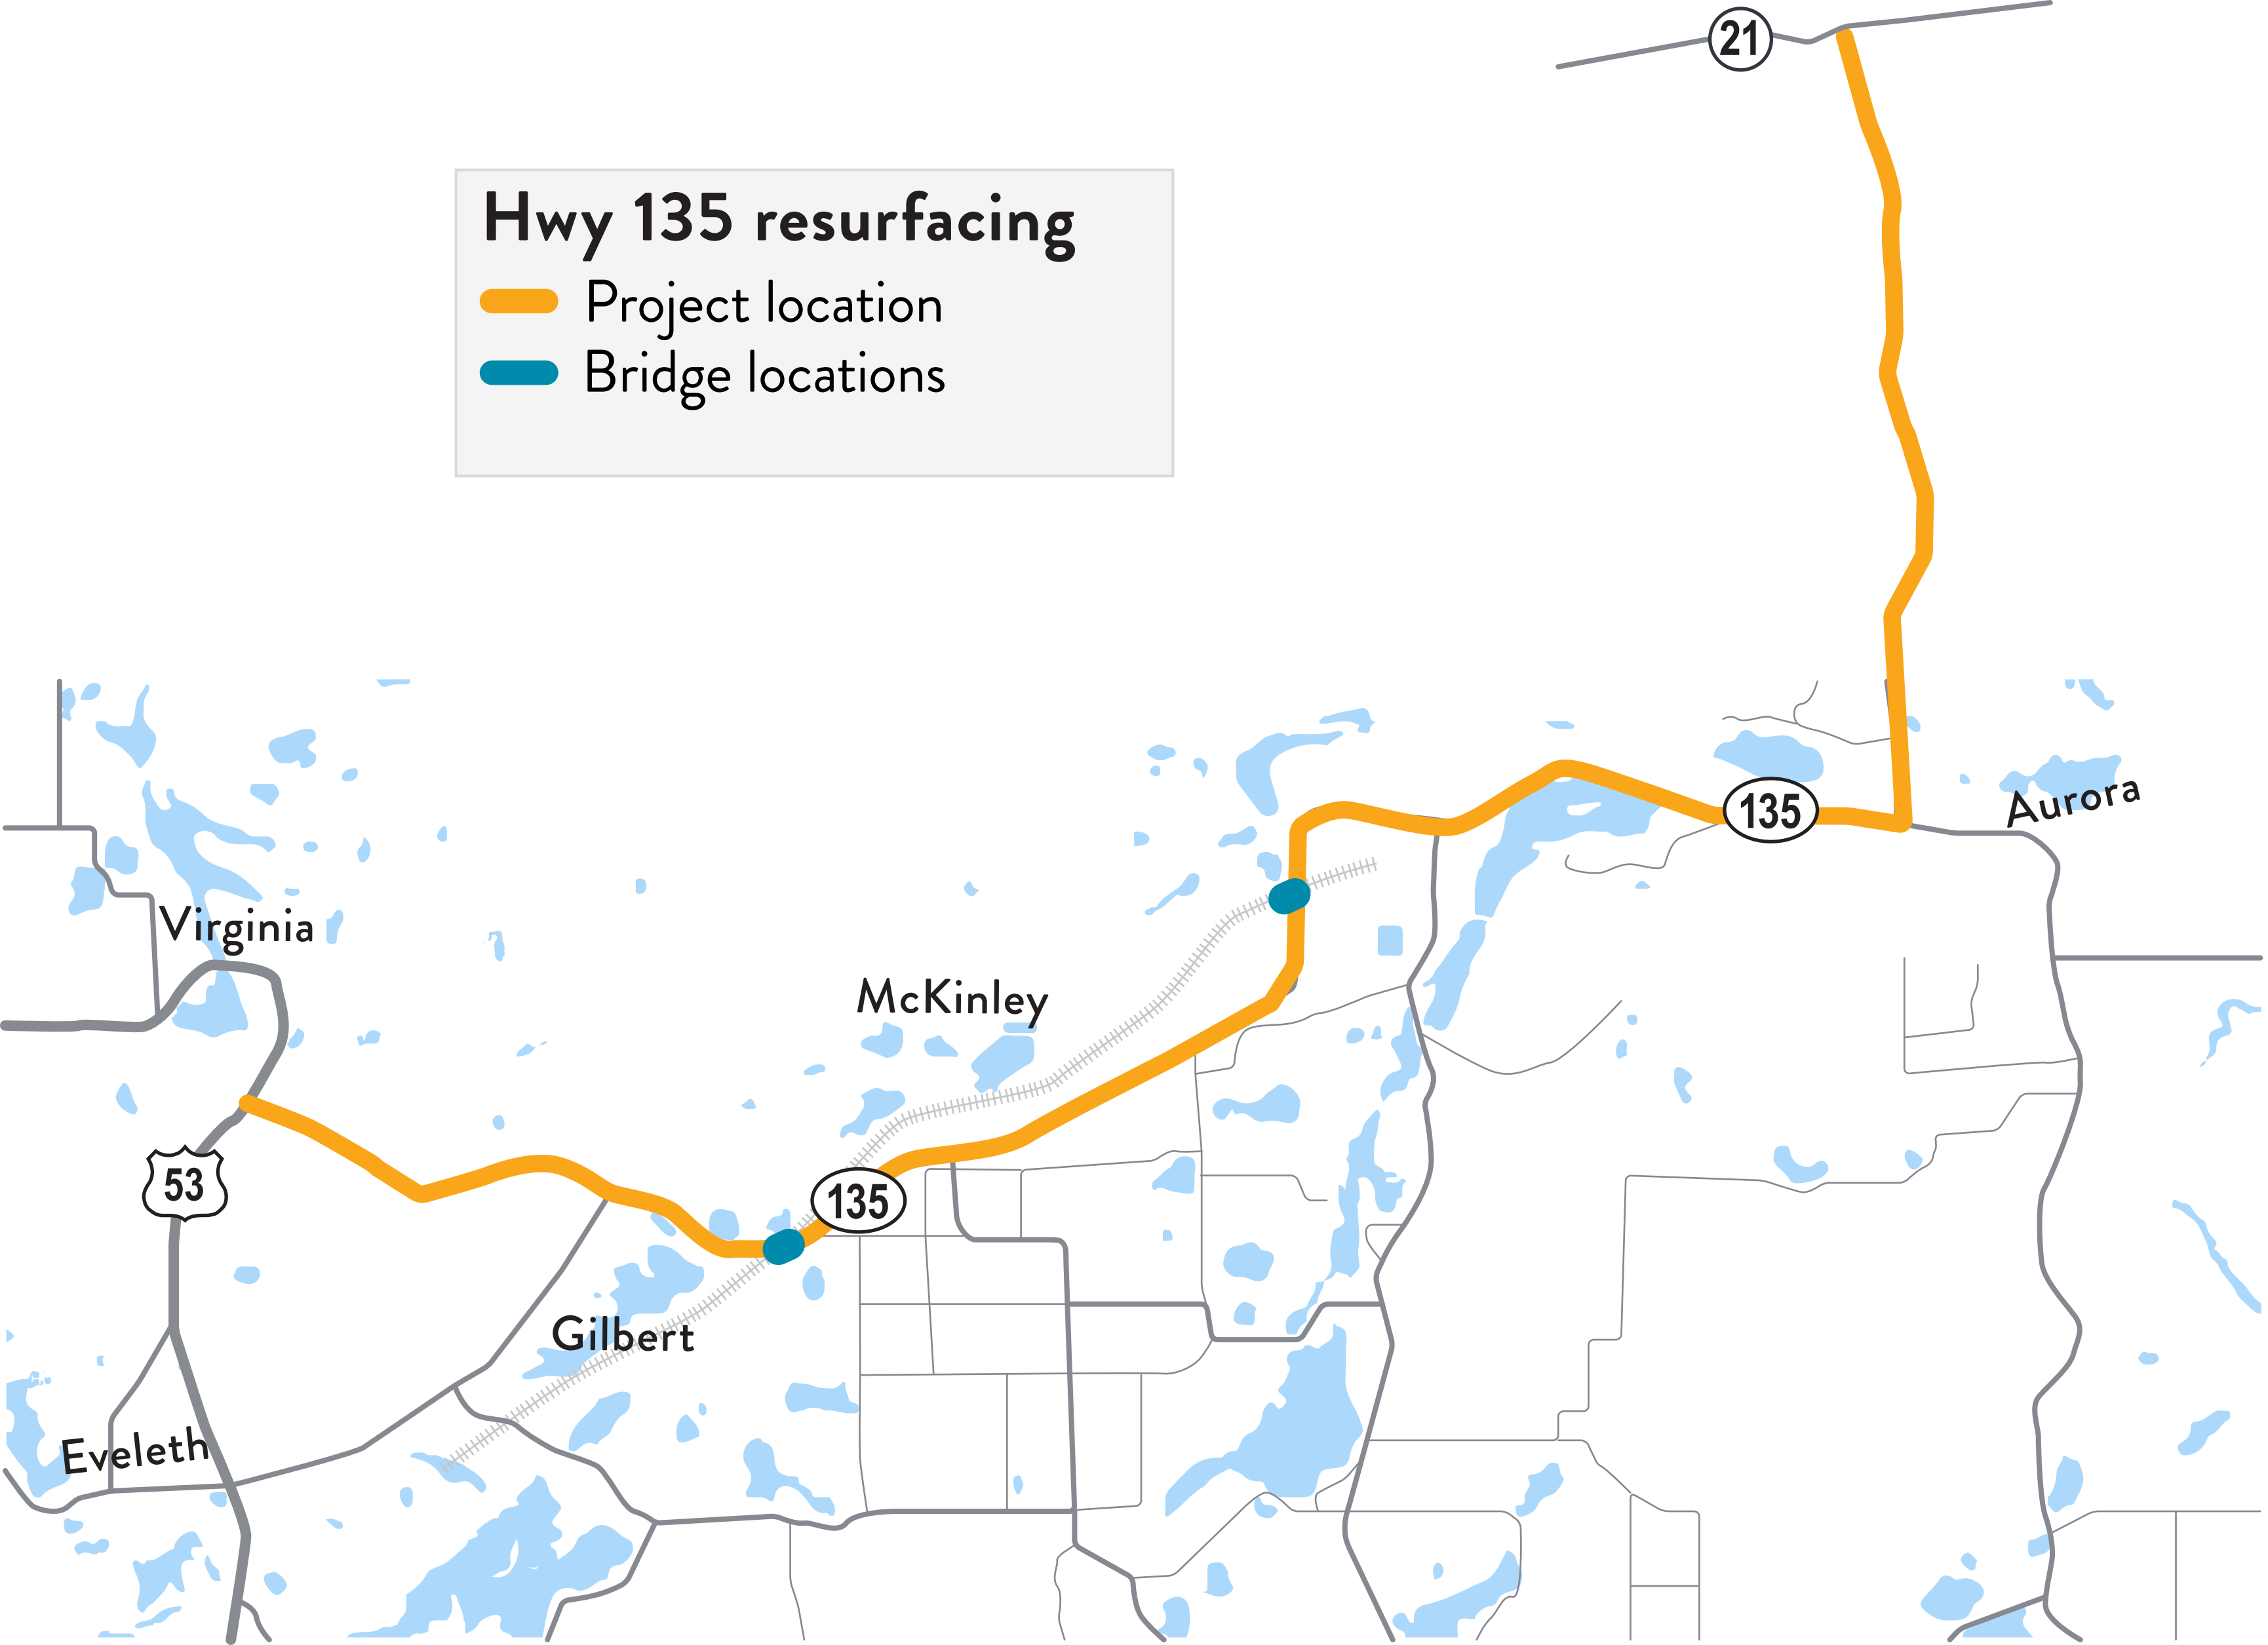 21
Hwy 135 resurfacing
Project location
Bridge locations
135
Aurora
Virginia
McKinley
53
135
Gilbert
Eveleth